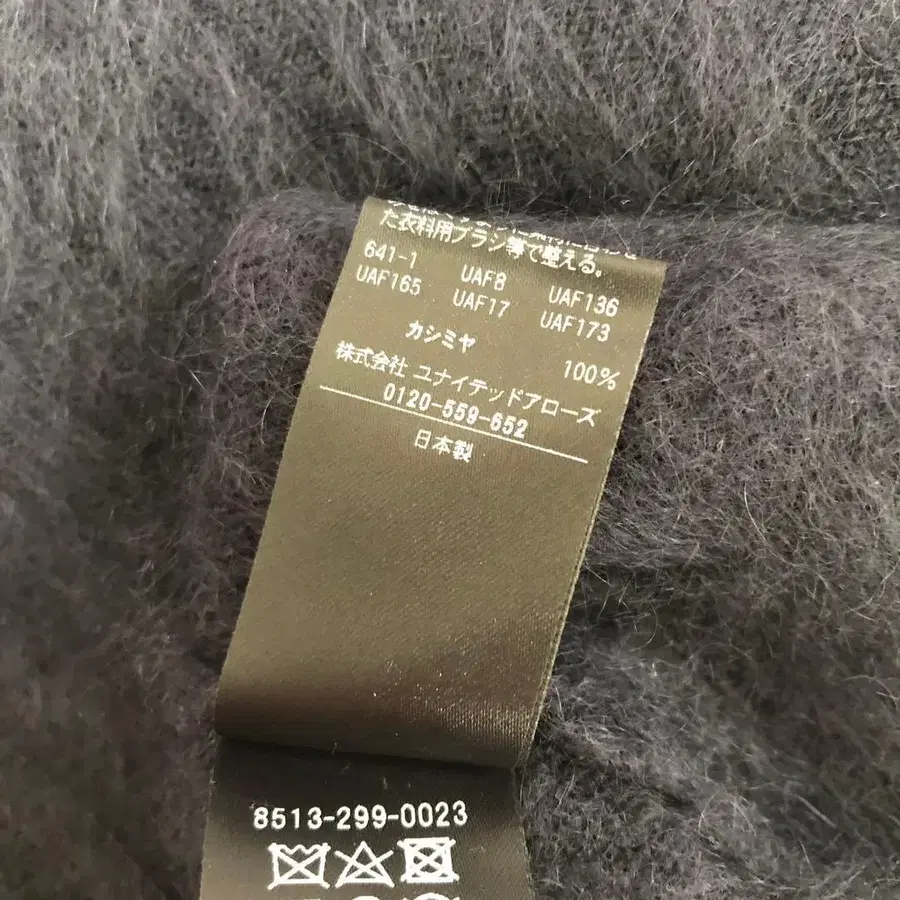 た衣料用ブラシ等で整える。
641-1 UAF8 UAF136
UAF165 UAF17 UAF173
カシミヤ 100%
株式会社 ユナイテッドアローズ
0120-559-652
日本製
8513-299-0023